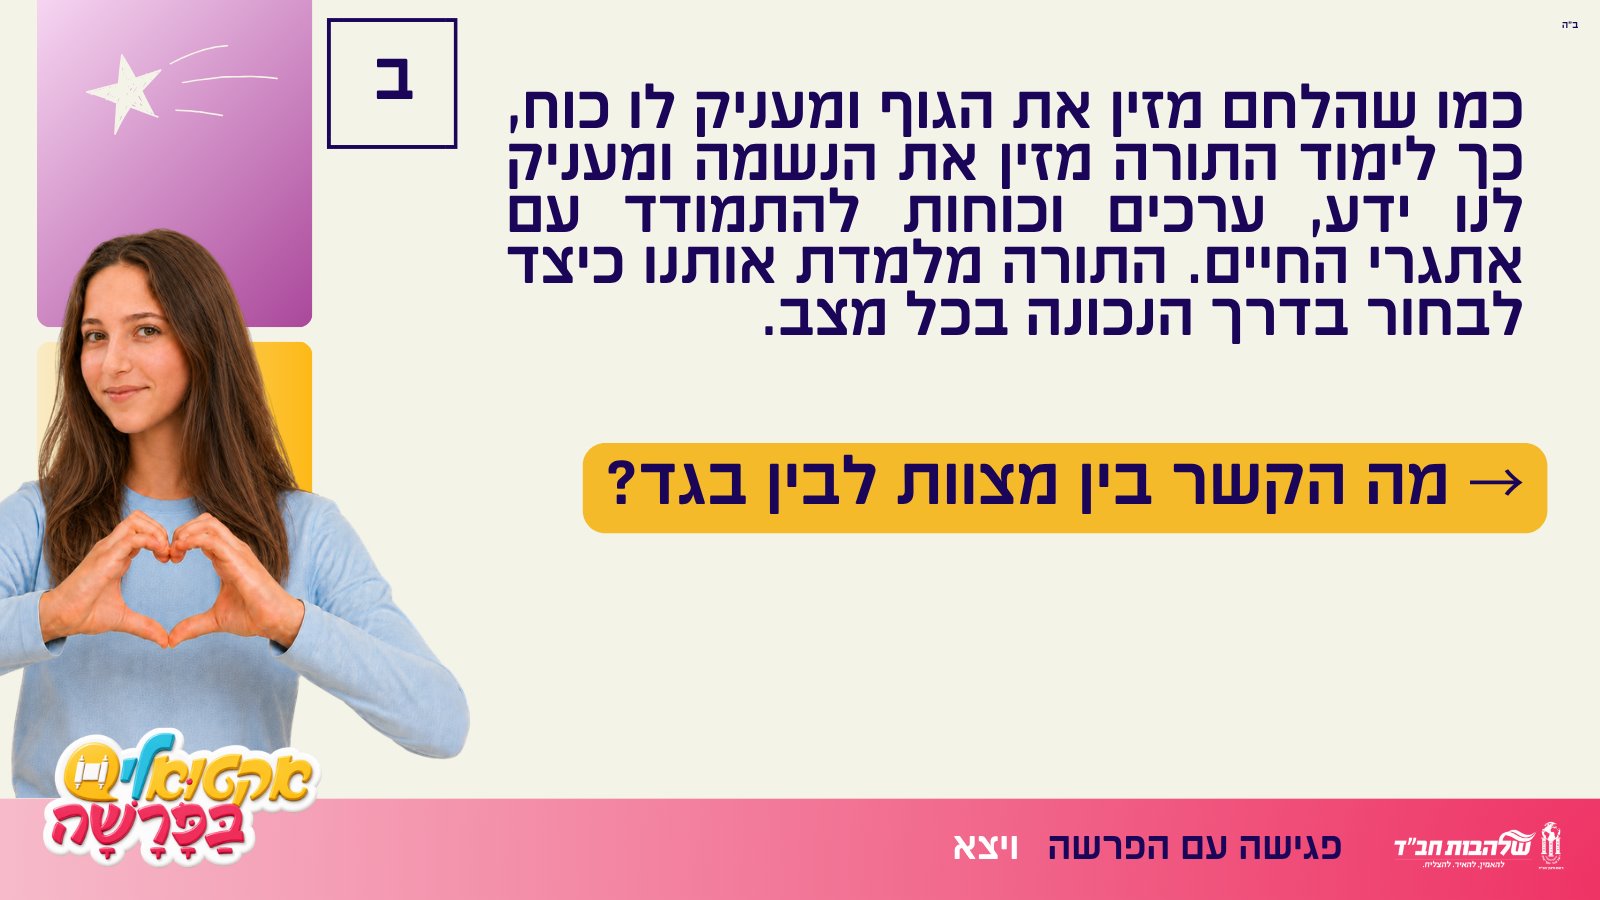 ב"ה
ב
כמו שהלחם מזין את הגוף ומעניק לו כוח,
כך לימוד התורה מזין את הנשמה ומעניק
לנו ידע, ערכים וכוחות להתמודד עם
אתגרי החיים. התורה מלמדת אותנו כיצד
לבחור בדרך הנכונה בכל מצב.
→ מה הקשר בין מצוות לבין בגד?
אקטואלי
בַּפָּרָשָׁה
פגישה עם הפרשה ויצא
שלהבות חב"ד
להאמין. להאיר. להצליח.